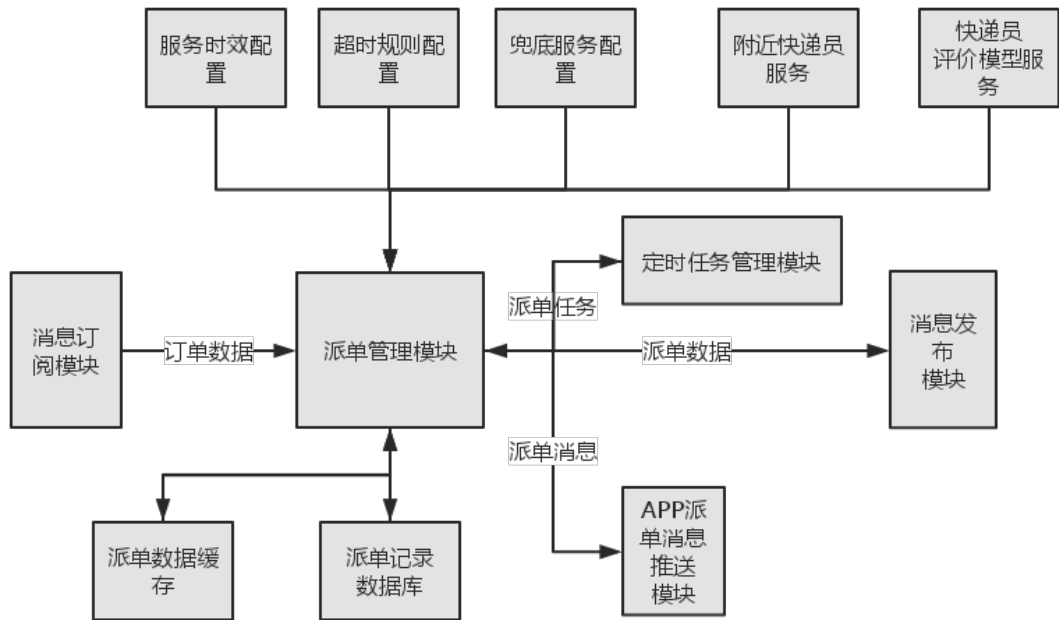 服务时效配
置
超时规则配
置
兜底服务配
置
附近快递员
服务
快递员
评价模型服
务
定时任务管理模块
派单任务
消息订
阅模块
订单数据
派单管理模块
派单数据
消息发
布
模块
派单消息
派单数据缓
存
派单记录
数据库
APP派
单消息
推送
模块